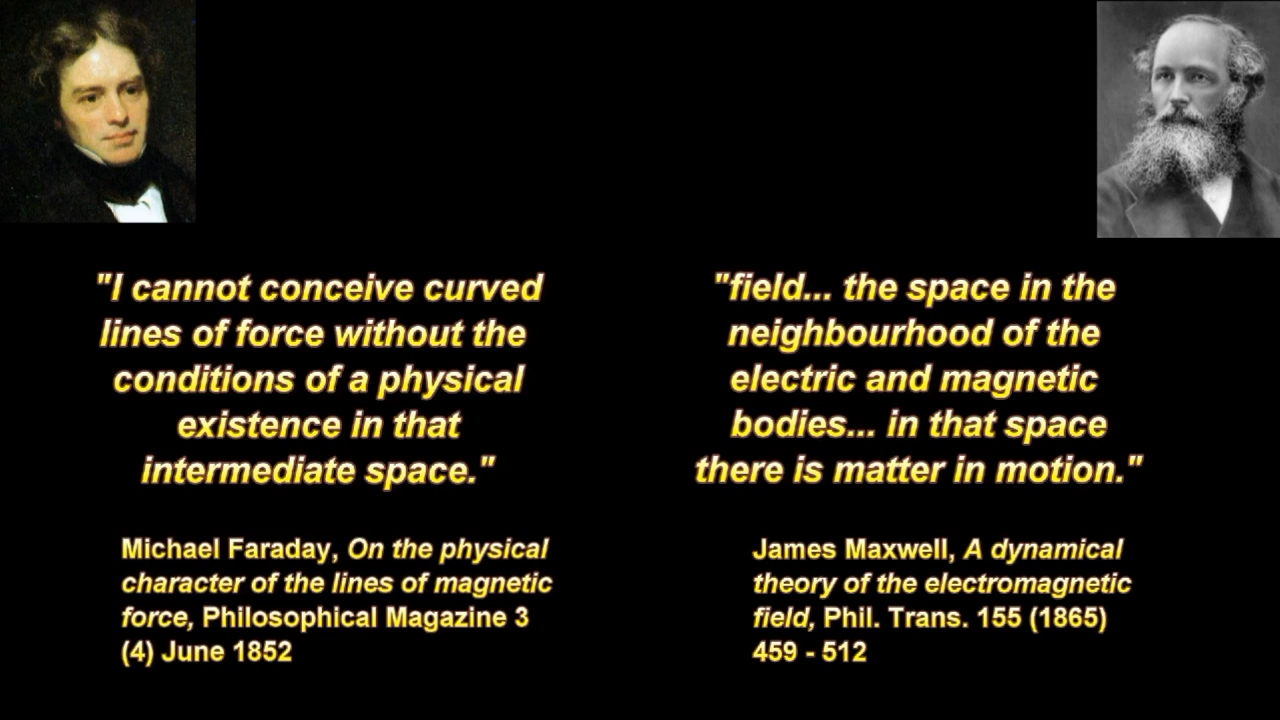 "I cannot conceive curved
lines of force without the
conditions of a physical
existence in that
intermediate space."
Michael Faraday, On the physical
character of the lines of magnetic
force, Philosophical Magazine 3
(4) June 1852
"field... the space in the
neighbourhood of the
electric and magnetic
bodies... in that space
there is matter in motion."
James Maxwell, A dynamical
theory of the electromagnetic
field, Phil. Trans. 155 (1865)
459 - 512